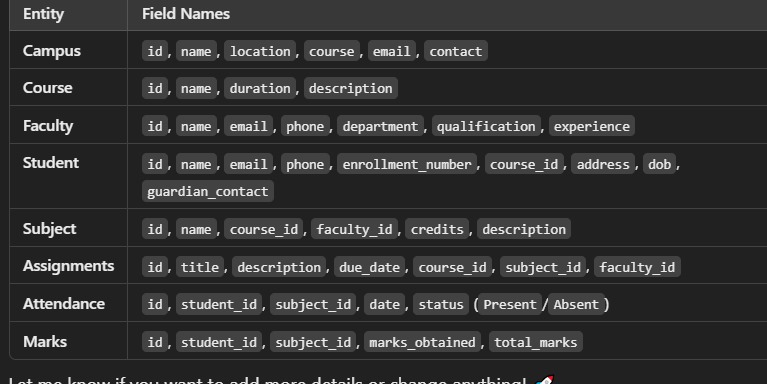 Entity Field Names
Campus id, name, location, course, email, contact
Course id, name, duration, description
Faculty id, name, email, phone, department, qualification, experience
Student id, name, email, phone, enrollment_number, course_id, address, dob,
guardian_contact
Subject id, name, course_id, faculty_id, credits, description
Assignments id, title, description, due_date, course_id, subject_id, faculty_id
Attendance id, student_id, subject_id, date, status (Present/Absent)
Marks id, student_id, subject_id, marks_obtained, total_marks
Let me know if you want to add more details or change anything! 🚀